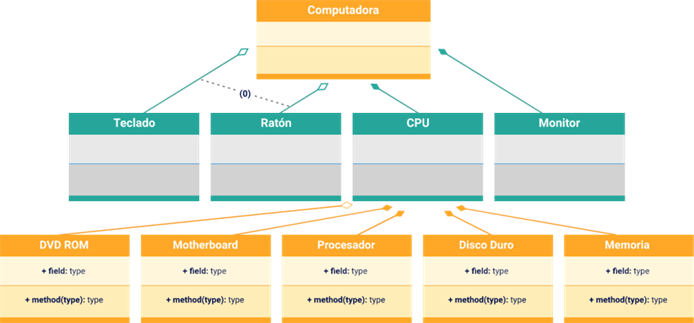 Computadora
(0)
Teclado
Ratón
CPU
Monitor
DVD ROM
Motherboard
Procesador
Disco Duro
Memoria
+ field: type
+ field: type
+ field: type
+ field: type
+ field: type
+ method(type): type
+ method(type): type
+ method(type): type
+ method(type): type
+ method(type): type